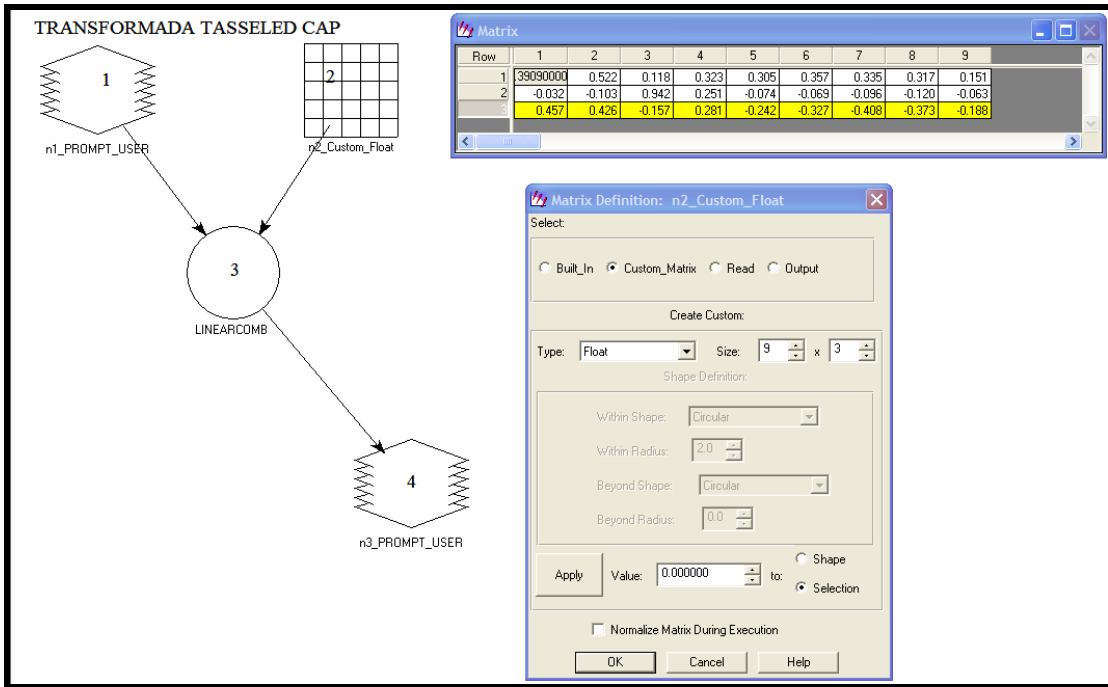 TRANSFORMADA TASSELED CAP
1
n1_PROMPT_USER
2
n2_Custom_Float
3
LINEARCOMB
4
n3_PROMPT_USER
Matrix
Row 1 2 3 4 5 6 7 8 9
1 .39090000 0.522 0.118 0.323 0.305 0.357 0.335 0.317 0.151
2 -0.032 -0.103 0.942 0.251 -0.074 -0.069 -0.096 -0.120 -0.063
3 0.457 0.426 -0.157 0.281 -0.242 -0.327 -0.408 -0.373 -0.188
Matrix Definition: n2_Custom_Float
Select:
Built_In Custom_Matrix Read Output
Create Custom:
Type: Float Size: 9 x 3
Shape Definition:
Within Shape: Circular
Within Radius: 2.0
Beyond Shape: Circular
Beyond Radius: 0.0
Apply Value: 0.000000 to: Shape
Selection
Normalize Matrix During Execution
OK Cancel Help